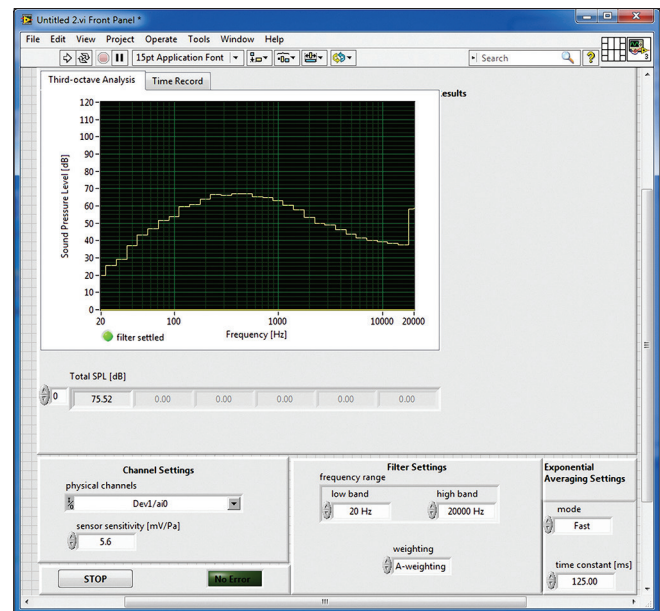 Untitled 2.vi Front Panel *
File Edit View Project Operate Tools Window Help
15pt Application Font
Search
?
3
Third-octave Analysis Time Record
esults
Sound Pressure Level [dB]
120
100
90
80
70
60
50
40
30
20
10
0
20 100 1000 10000 20000
filter settled
Frequency [Hz]
Total SPL [dB]
0 75.52 0.00 0.00 0.00 0.00 0.00
Channel Settings
physical channels
Dev1/ai0
sensor sensitivity [mV/Pa]
5.6
STOP No Error
Filter Settings
frequency range
low band high band
20 Hz 20000 Hz
weighting
A-weighting
Exponential
Averaging Settings
mode
Fast
time constant [ms]
125.00